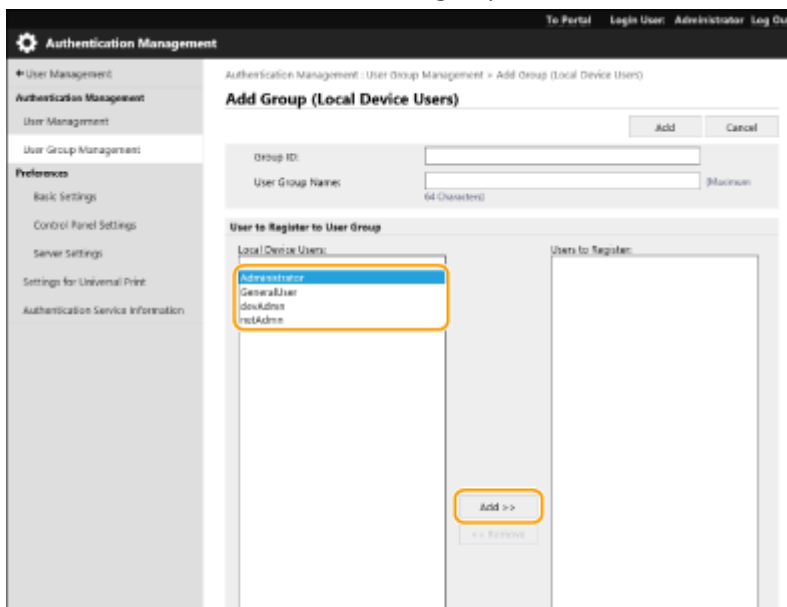 To Portal Login User: Administrator Log Ou
Authentication Manageme nt
User Management
Authentication Management : User Group Management > Add Group (Local Device Users)
Authentication Management
Add Group (Local Device Users)
User Management
Add Cancel
User Group Management
Group ID:
Preferences
User Group Name: (Maximum
64 Characters)
Basic Settings
Control Panel Settings
User to Register to User Group
Server Settings
Local Device Users: Users to Register:
Administrator
Settings for Universal Print
GeneralUser
devAdmin
Authentication Service Information
netAdmin
Add >>
<< Remove